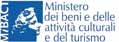 MiBACT
Ministero
dei beni e delle
attività culturali
e del turismo